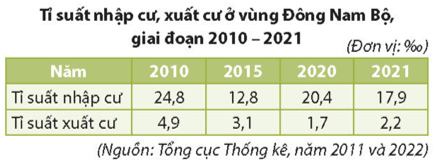 Tỉ suất nhập cư, xuất cư ở vùng Đông Nam Bộ,
giai đoạn 2010 – 2021
(Đơn vị: ‰)
Năm 2010 2015 2020 2021
Tỉ suất nhập cư 24,8 12,8 20,4 17,9
Tỉ suất xuất cư 4,9 3,1 1,7 2,2
(Nguồn: Tổng cục Thống kê, năm 2011 và 2022)